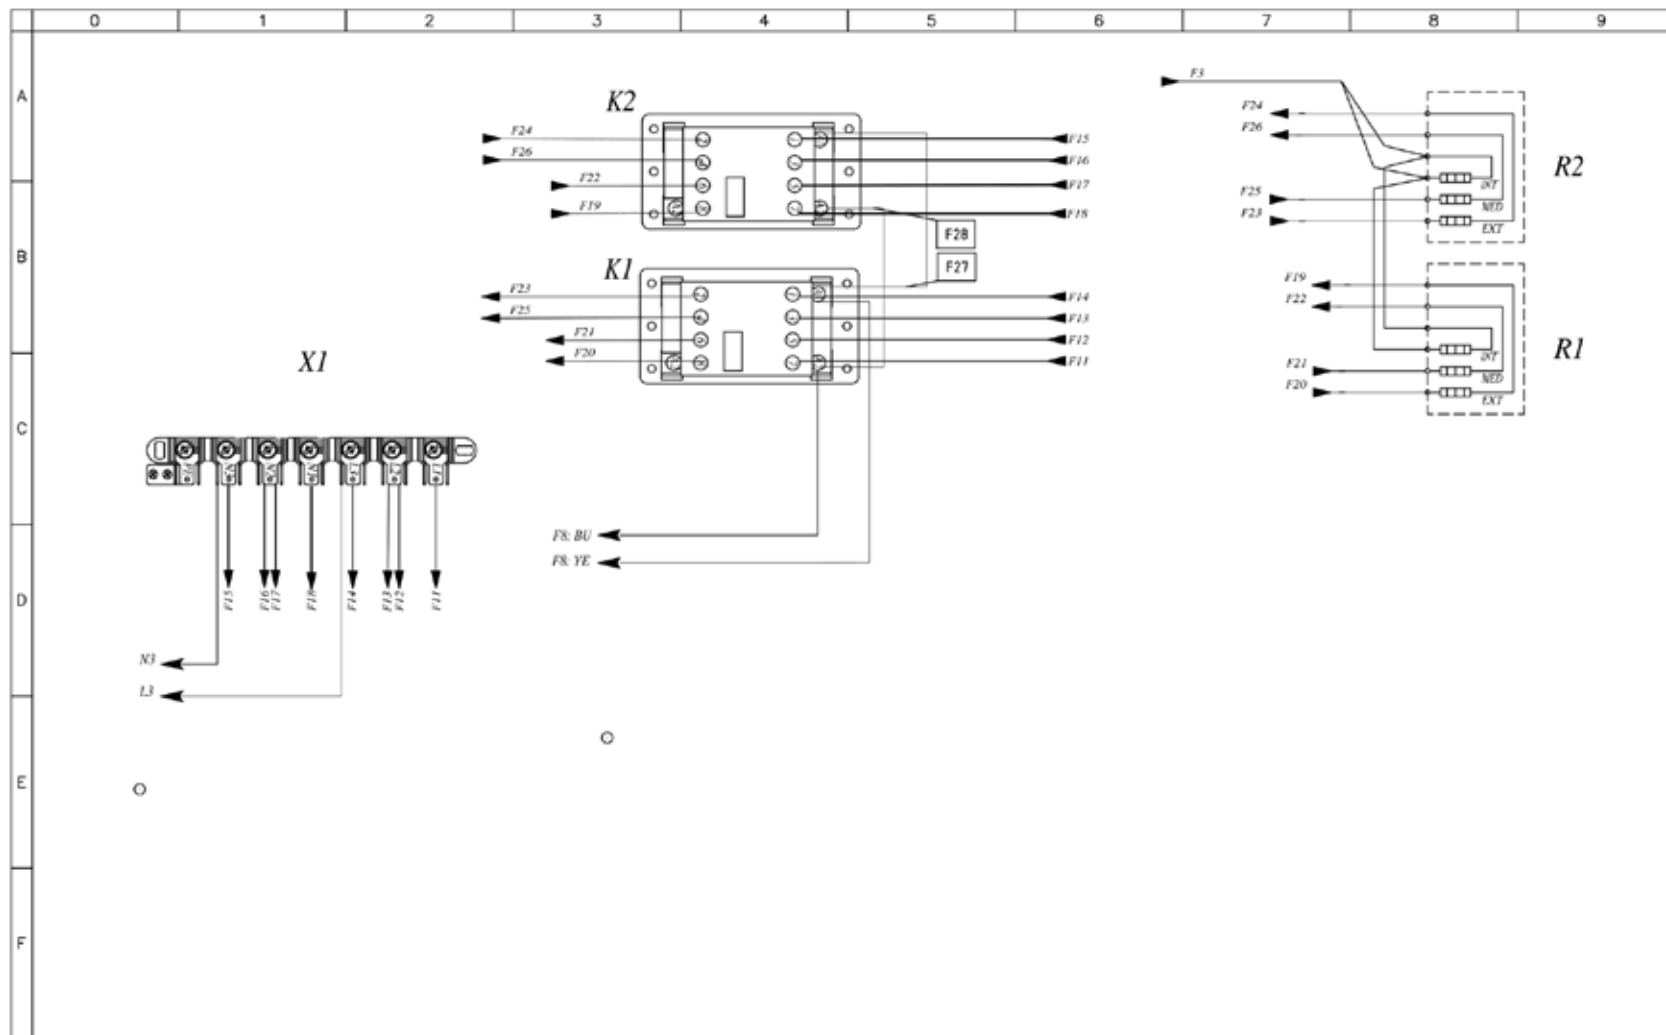 0 1 2 3 4 5 6 7 8 9
A
B
C
D
E
F
K2
F24
F26
F22
F19
F15
F16
F17
F18
F28
F27
K1
F23
F25
F21
F20
F14
F13
F12
F11
F8: BU
F8: YE
X1
F15
F16
F17
F18
F14
F13
F12
F11
N3
L3
F3
F24
F26
F25
F23
INT
MED
EXT
R2
F19
F22
F21
F20
INT
MED
EXT
R1